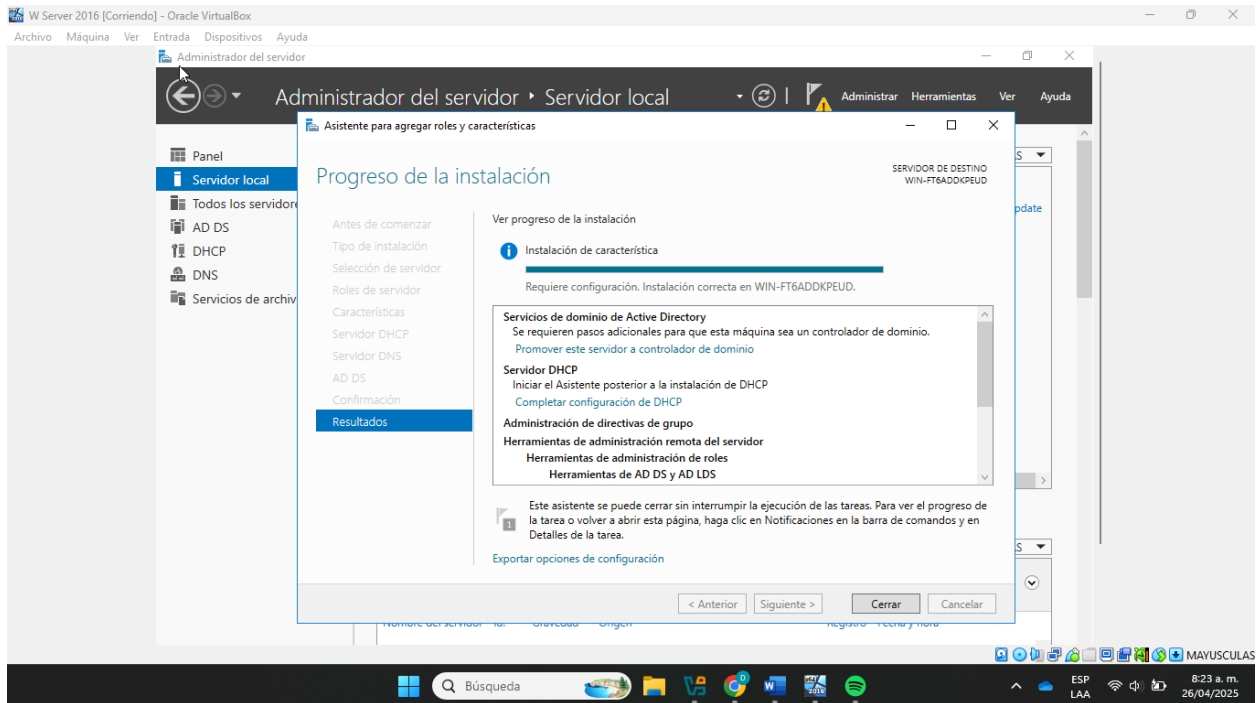 W Server 2016 [Corriendo] - Oracle VirtualBox
Archivo Máquina Ver Entrada Dispositivos Ayuda
Administrador del servidor
Administrador del servidor Servidor local
Administrar Herramientas Ver Ayuda
Asistente para agregar roles y características
Panel
Servidor local
Todos los servidore
AD DS
DHCP
DNS
Servicios de archiv
Progreso de la instalación
SERVIDOR DE DESTINO
WIN-FT6ADDKPEUD
Antes de comenzar
Tipo de instalación
Selección de servidor
Roles de servidor
Características
Servidor DHCP
Servidor DNS
AD DS
Confirmación
Resultados
Ver progreso de la instalación
Instalación de característica
Requiere configuración. Instalación correcta en WIN-FT6ADDKPEUD.
Servicios de dominio de Active Directory
Se requieren pasos adicionales para que esta máquina sea un controlador de dominio.
Promover este servidor a controlador de dominio
Servidor DHCP
Iniciar el Asistente posterior a la instalación de DHCP
Completar configuración de DHCP
Administración de directivas de grupo
Herramientas de administración remota del servidor
Herramientas de administración de roles
Herramientas de AD DS y AD LDS
1
Este asistente se puede cerrar sin interrumpir la ejecución de las tareas. Para ver el progreso de
la tarea o volver a abrir esta página, haga clic en Notificaciones en la barra de comandos y en
Detalles de la tarea.
Exportar opciones de configuración
< Anterior Siguiente > Cerrar Cancelar
S
pdate
S
MAYUSCULAS
Búsqueda
2016
ESP
LAA
8:23 a. m.
26/04/2025